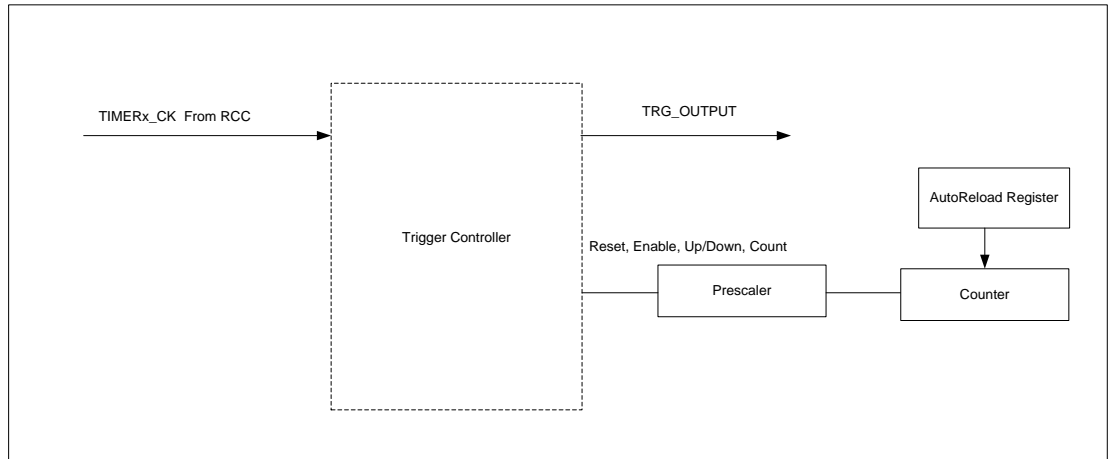 TIMERx_CK From RCC
TRG_OUTPUT
AutoReload Register
Trigger Controller
Reset, Enable, Up/Down, Count
Prescaler
Counter